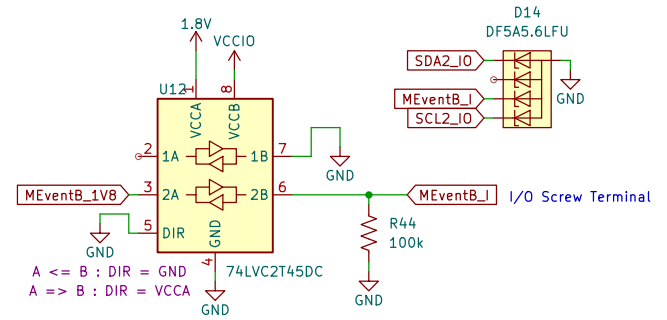 D14
DF5A5.6LFU
1.8V
VCCIO
SDA2_IO
MEventB_I
SCL2_IO
GND
U12
1
8
VCCA
VCCB
2
1A
1B
7
GND
MEventB_1V8
3
2A
2B
6
MEventB_I
I/O Screw Terminal
5
DIR
GND
GND
4
R44
100k
74LVC2T45DC
A <= B : DIR = GND
A => B : DIR = VCCA
GND
GND